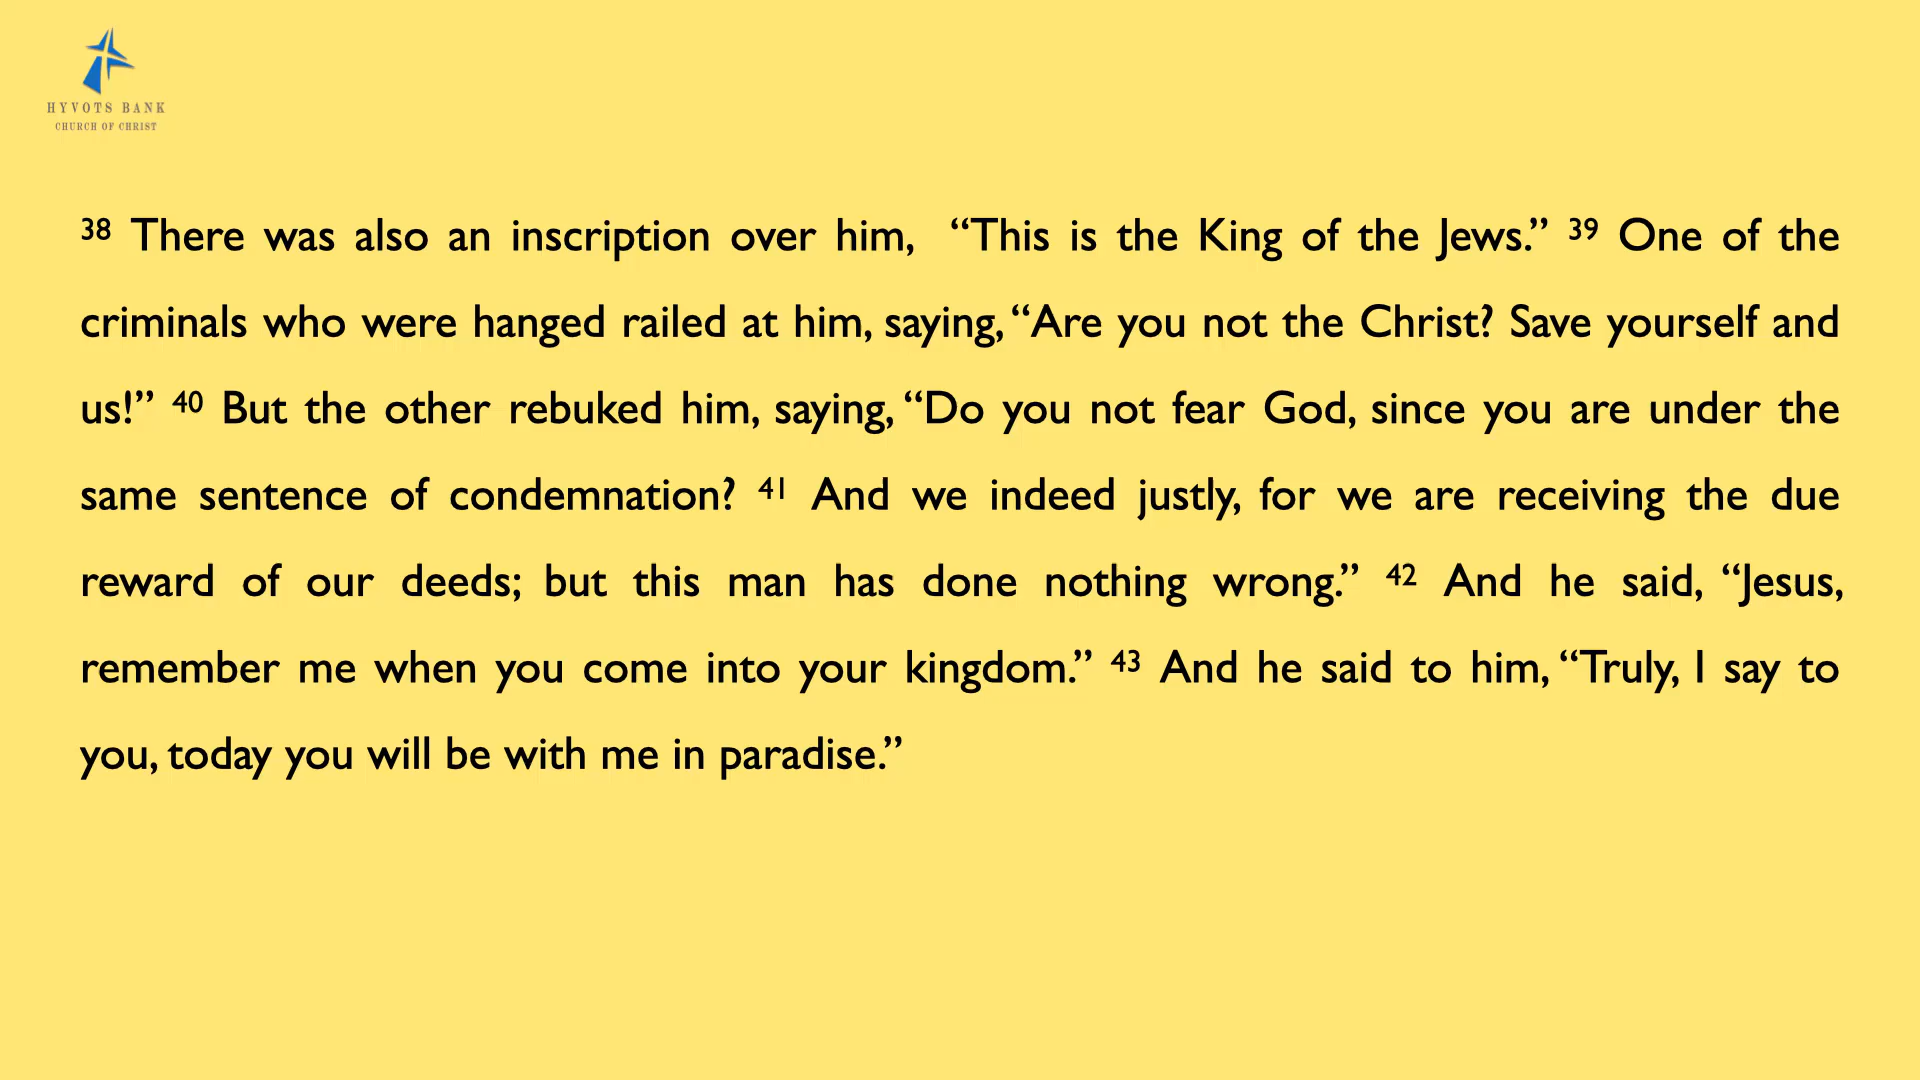 HYVOTS BANK
CHURCH OF CHRIST
38 There was also an inscription over him, “This is the King of the Jews.” 39 One of the
criminals who were hanged railed at him, saying, “Are you not the Christ? Save yourself and
us!” 40 But the other rebuked him, saying, “Do you not fear God, since you are under the
same sentence of condemnation? 41 And we indeed justly, for we are receiving the due
reward of our deeds; but this man has done nothing wrong.” 42 And he said, “Jesus,
remember me when you come into your kingdom.” 43 And he said to him, “Truly, I say to
you, today you will be with me in paradise.”